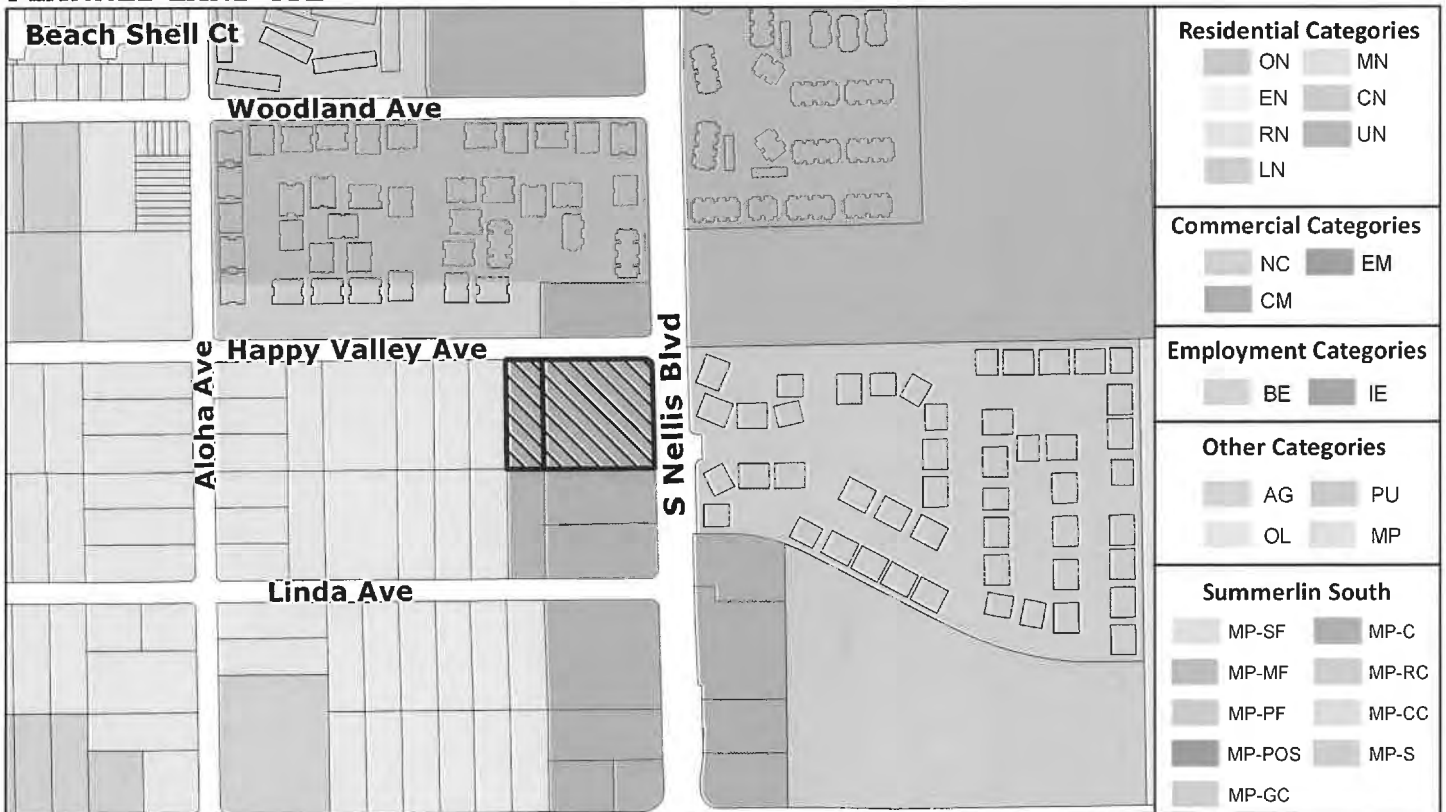 Beach Shell Ct
Woodland Ave
Happy Valley Ave
Aloha Ave
S Nellis Blvd
Linda Ave
Residential Categories
ON MN
EN CN
RN UN
LN
Commercial Categories
NC EM
CM
Employment Categories
BE IE
Other Categories
AG PU
OL MP
Summerlin South
MP-SF MP-C
MP-MF MP-RC
MP-PF MP-CC
MP-POS MP-S
MP-GC